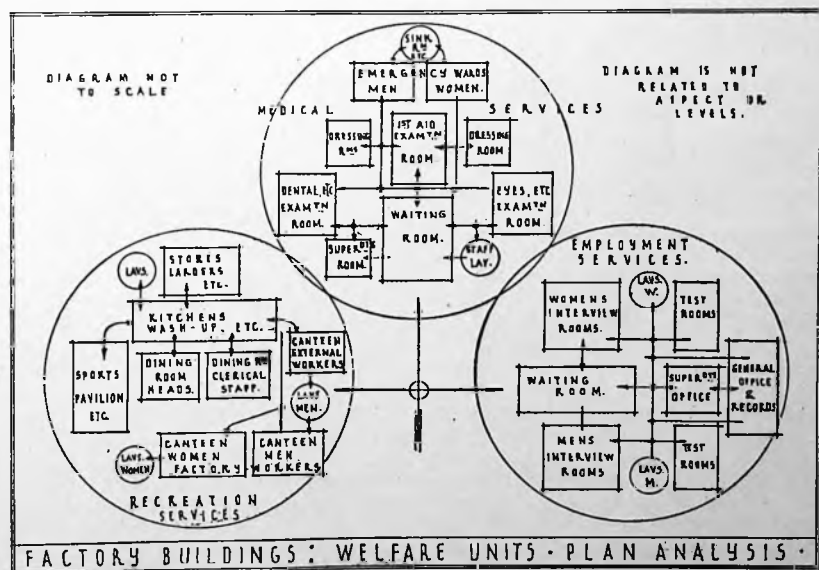 DIAGRAM NOT
TO SCALE
DIAGRAM IS NOT
RELATED TO
ASPECT OR
LEVELS.
MEDICAL SERVICES
SINK
RM
ETC
EMERGENCY WARDS
MEN WOMEN.
DRESSING
RMS
1ST AID
EXAMTN
ROOM
DRESSING
ROOM
DENTAL, ETC
EXAMTN
ROOM.
WAITING
ROOM.
EYES, ETC
EXAMTN
ROOM.
SUPERDTS
ROOM.
STAFF
LAV.
RECREATION
SERVICES.
LAVS.
STORES
LARDERS
ETC.
KITCHENS
WASH-UP. ETC.
SPORTS
PAVILION
ETC.
DINING
ROOM
HEADS.
DINING RM
CLERICAL
STAFF.
CANTEEN
EXTERNAL
WORKERS
LAVS
MEN.
LAVS.
WOMEN
CANTEEN
WOMEN
FACTORY
CANTEEN
MEN
WORKERS
EMPLOYMENT
SERVICES.
WOMENS
INTERVIEW
ROOMS.
LAVS.
W.
TEST
ROOMS
WAITING
ROOM.
SUPERDTS
OFFICE
GENERAL
OFFICE
&
RECORDS
MENS
INTERVIEW
ROOMS
LAVS.
M.
TEST
ROOMS
FACTORY BUILDINGS: WELFARE UNITS · PLAN ANALYSIS ·